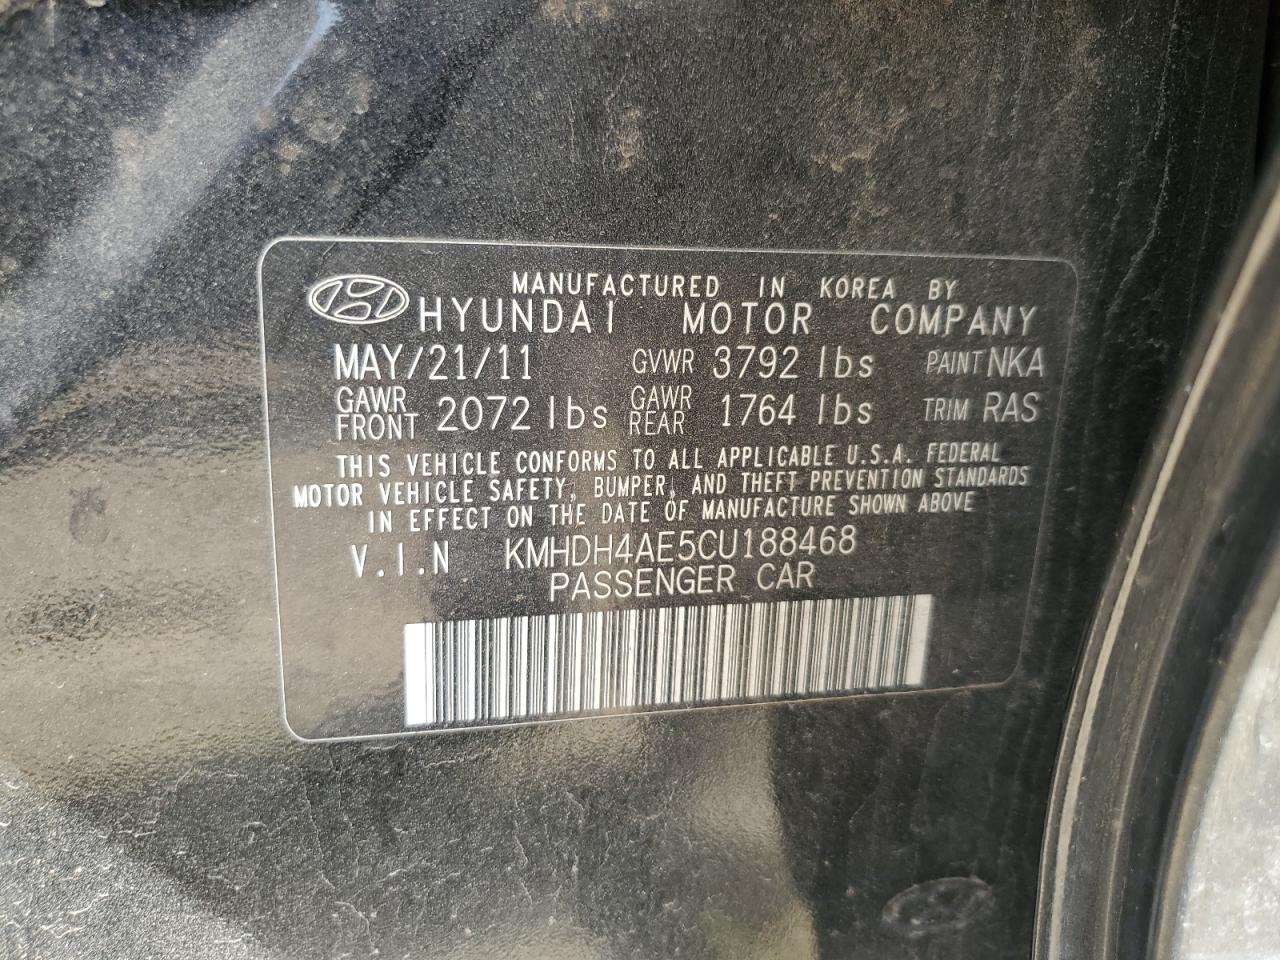 MANUFACTURED IN KOREA BY
HYUNDAI MOTOR COMPANY
MAY/21/11 GVWR 3792 lbs PAINT NKA
GAWR FRONT 2072 lbs GAWR REAR 1764 lbs TRIM RAS
THIS VEHICLE CONFORMS TO ALL APPLICABLE U.S.A. FEDERAL
MOTOR VEHICLE SAFETY, BUMPER, AND THEFT PREVENTION STANDARDS
IN EFFECT ON THE DATE OF MANUFACTURE SHOWN ABOVE
V.I.N KMHDH4AE5CU188468
PASSENGER CAR